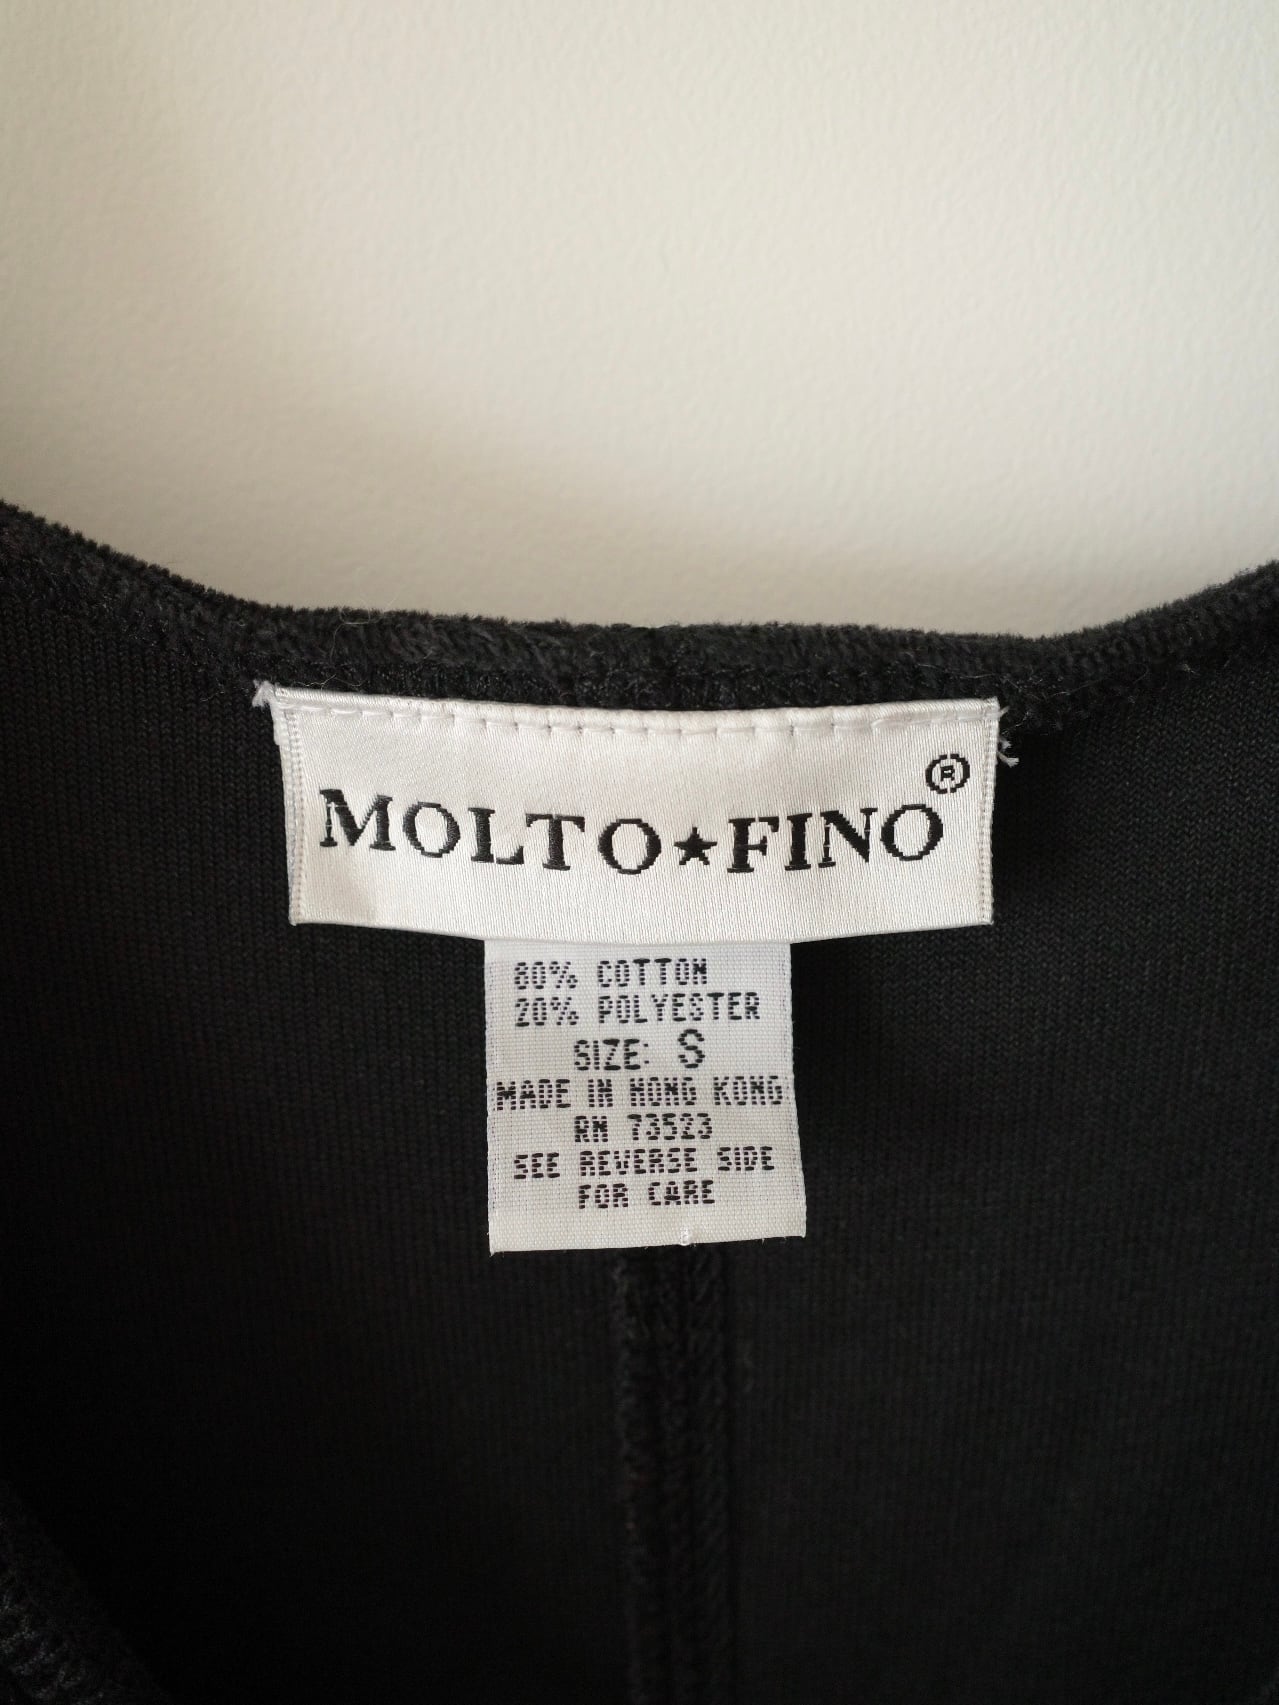 MOLTO★FINO®
80% COTTON
20% POLYESTER
SIZE: S
MADE IN HONG KONG
RN 73523
SEE REVERSE SIDE
FOR CARE